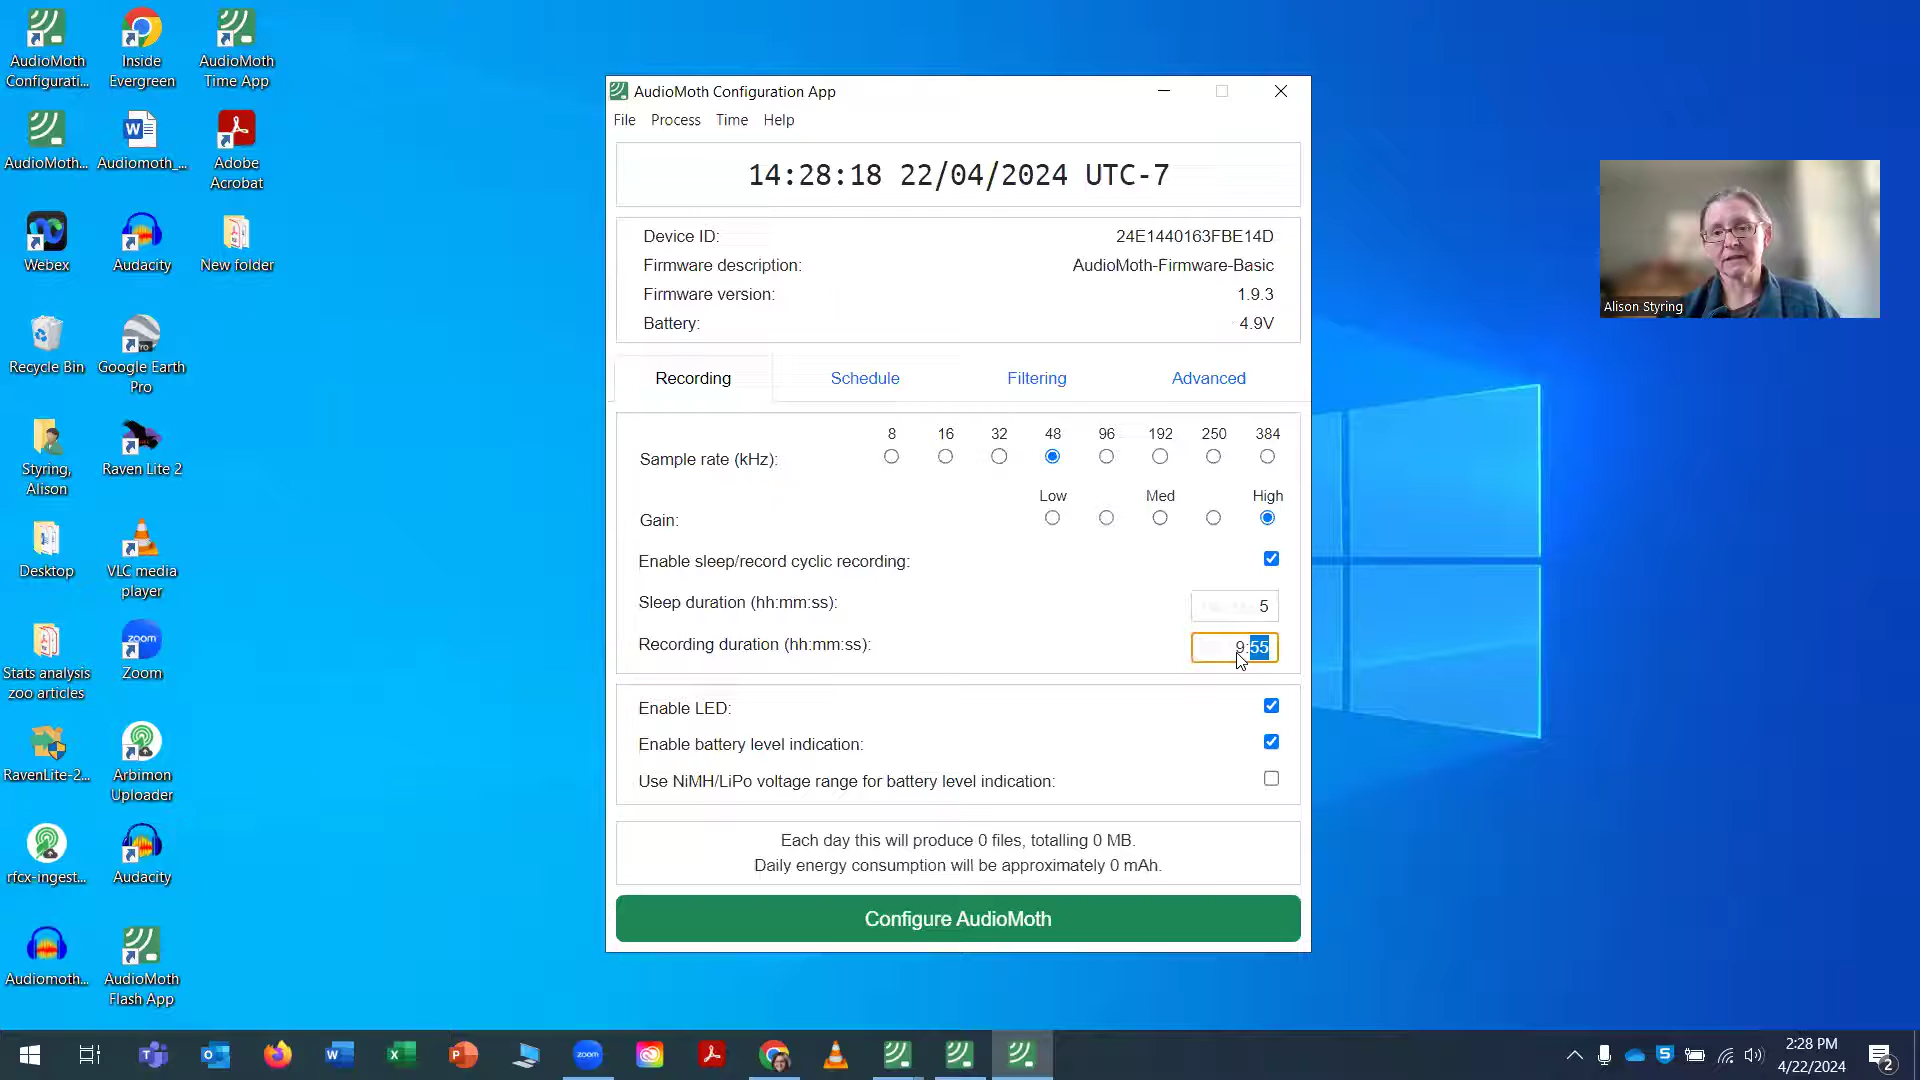 AudioMoth
Configurati...
Inside
Evergreen
AudioMoth
Time App
AudioMoth...
Audiomoth_...
Adobe
Acrobat
Webex
Audacity
New folder
Recycle Bin
Google Earth
Pro
Styring,
Alison
Raven Lite 2
Desktop
VLC media
player
Stats analysis
zoo articles
zoom
Zoom
RavenLite-2...
Arbimon
Uploader
rfcx-ingest...
Audacity
Audiomoth...
AudioMoth
Flash App
AudioMoth Configuration App
File Process Time Help
14:28:18 22/04/2024 UTC-7
Device ID: 24E1440163FBE14D
Firmware description: AudioMoth-Firmware-Basic
Firmware version: 1.9.3
Battery: 4.9V
Recording Schedule Filtering Advanced
8 16 32 48 96 192 250 384
Sample rate (kHz):
Low Med High
Gain:
Enable sleep/record cyclic recording:
Sleep duration (hh:mm:ss): 5
Recording duration (hh:mm:ss): 9:55
Enable LED:
Enable battery level indication:
Use NiMH/LiPo voltage range for battery level indication:
Each day this will produce 0 files, totalling 0 MB.
Daily energy consumption will be approximately 0 mAh.
Configure AudioMoth
Alison Styring
zoom
2:28 PM
4/22/2024
2